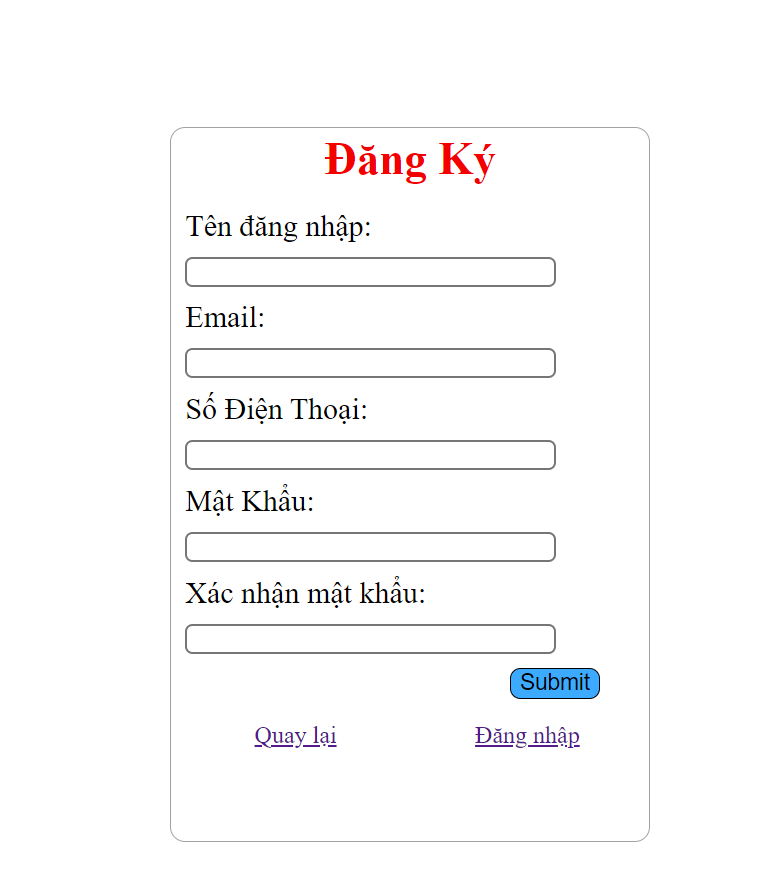 Đăng Ký
Tên đăng nhập:
Email:
Số Điện Thoại:
Mật Khẩu:
Xác nhận mật khẩu:
Submit
Quay lại Đăng nhập